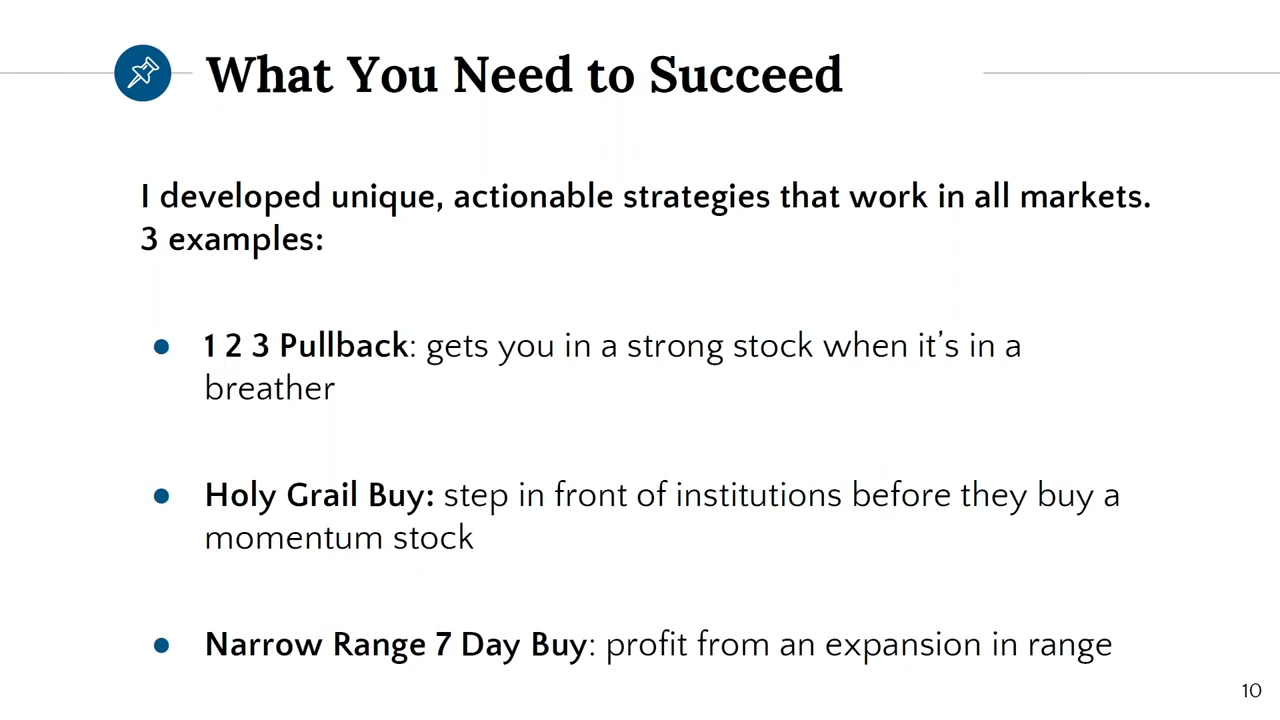 What You Need to Succeed
I developed unique, actionable strategies that work in all markets.
3 examples:
● 1 2 3 Pullback: gets you in a strong stock when it’s in a
breather
● Holy Grail Buy: step in front of institutions before they buy a
momentum stock
● Narrow Range 7 Day Buy: profit from an expansion in range
10